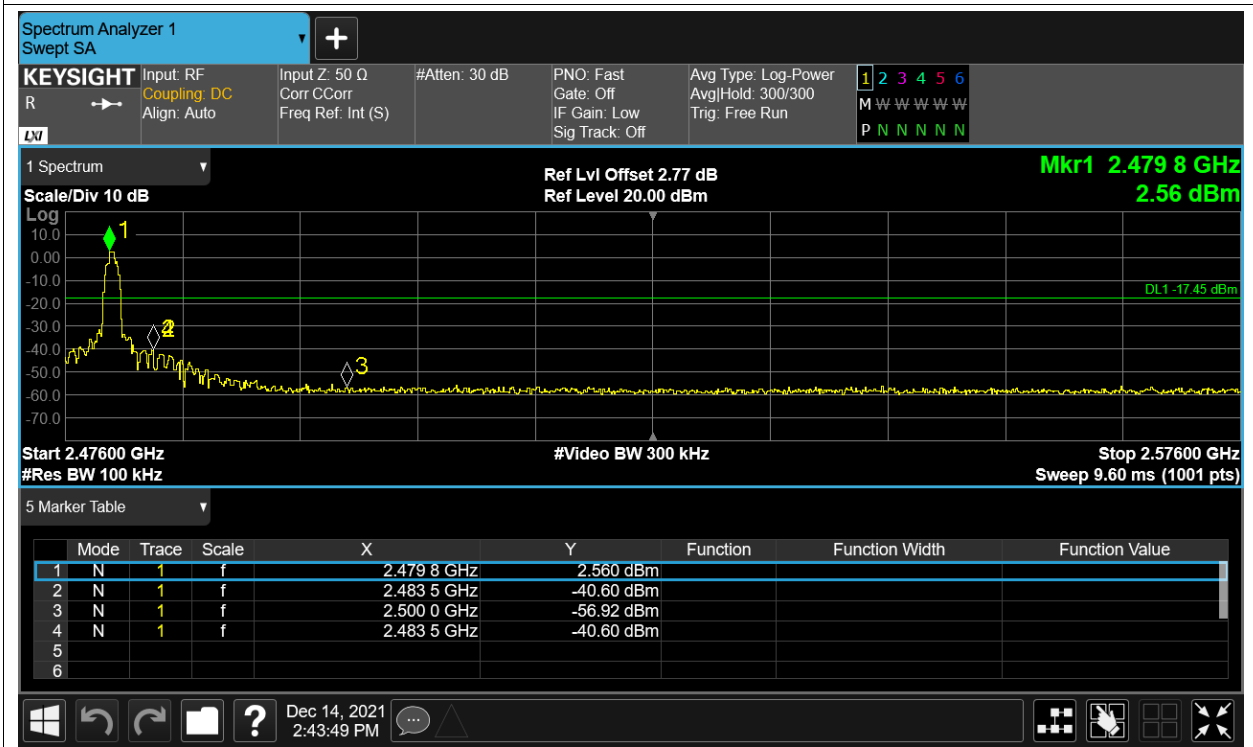 Spectrum Analyzer 1
Swept SA
KEYSIGHT Input: RF Input Z: 50 Ω #Atten: 30 dB PNO: Fast Avg Type: Log-Power 1 2 3 4 5 6
R Coupling: DC Corr CCorr Gate: Off Avg|Hold: 300/300 M W W W W W
Align: Auto Freq Ref: Int (S) IF Gain: Low Trig: Free Run
LXI Sig Track: Off P N N N N N
1 Spectrum Ref Lvl Offset 2.77 dB Mkr1 2.479 8 GHz
Scale/Div 10 dB Ref Level 20.00 dBm 2.56 dBm
Log
10.0 1
0.00
-10.0
DL1 -17.45 dBm
-20.0
-30.0
-40.0
-50.0 3
-60.0
-70.0
Start 2.47600 GHz #Video BW 300 kHz Stop 2.57600 GHz
#Res BW 100 kHz Sweep 9.60 ms (1001 pts)
5 Marker Table
Mode Trace Scale X Y Function Function Width Function Value
1 N 1 f 2.479 8 GHz 2.560 dBm
2 N 1 f 2.483 5 GHz -40.60 dBm
3 N 1 f 2.500 0 GHz -56.92 dBm
4 N 1 f 2.483 5 GHz -40.60 dBm
5
6
? Dec 14, 2021
2:43:49 PM